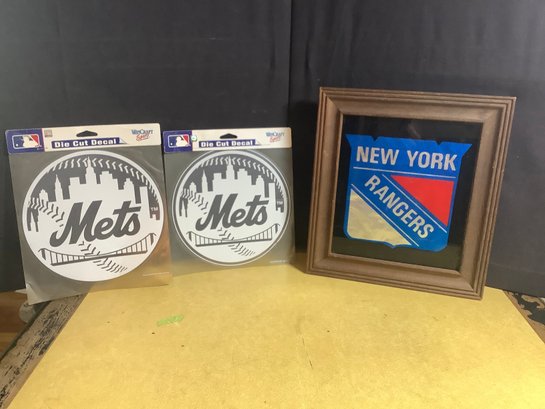 WinCraft
Die Cut Decal
Mets
WinCraft
Die Cut Decal
Mets
NEW YORK
RANGERS